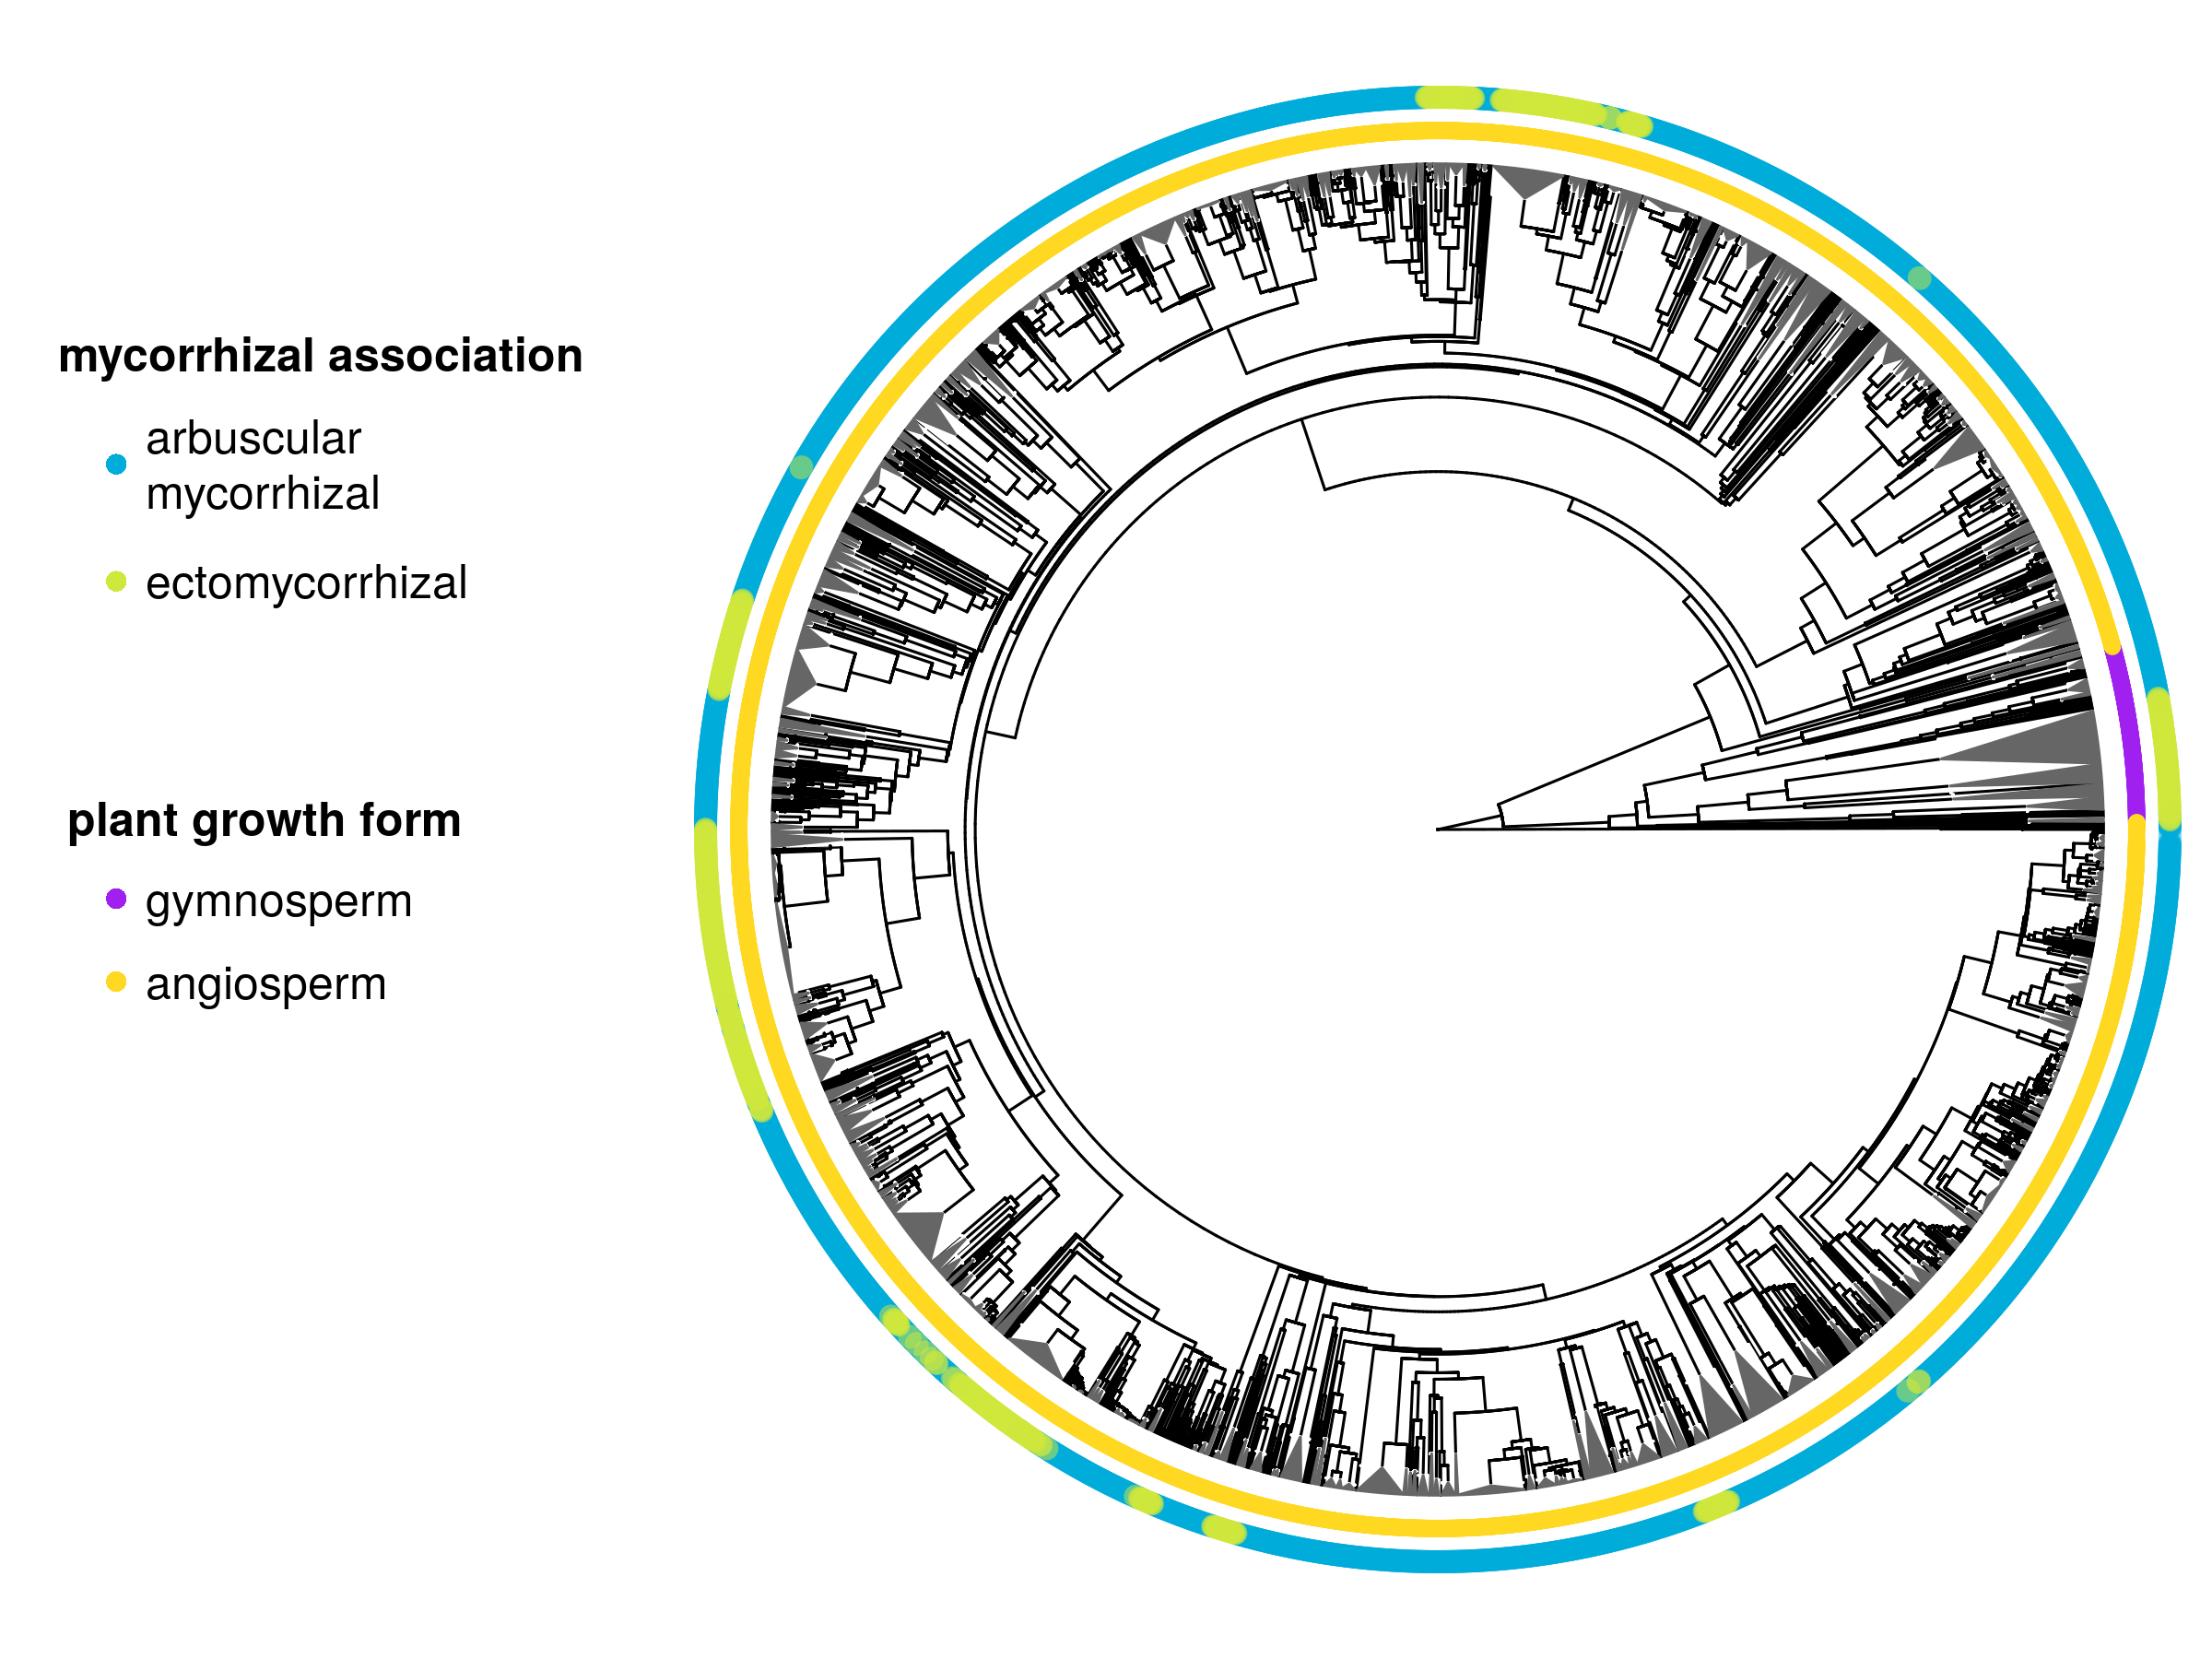 mycorrhizal association
arbuscular
mycorrhizal
ectomycorrhizal
plant growth form
gymnosperm
angiosperm